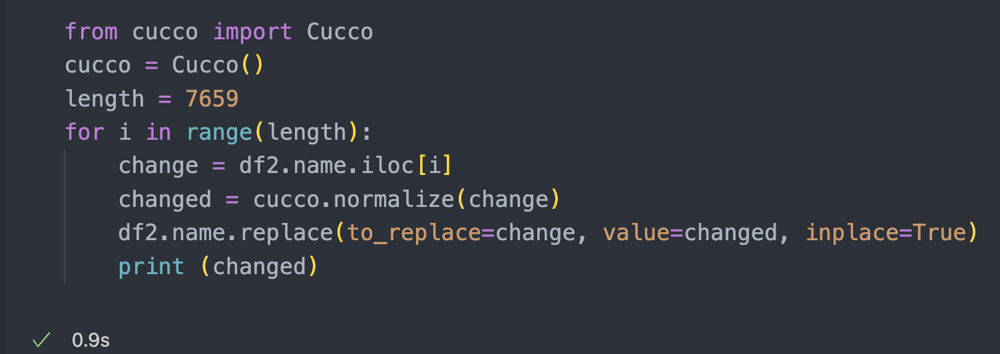 from cucco import Cucco
cucco = Cucco()
length = 7659
for i in range(length):
    change = df2.name.iloc[i]
    changed = cucco.normalize(change)
    df2.name.replace(to_replace=change, value=changed, inplace=True)
    print (changed)
✓ 0.9s